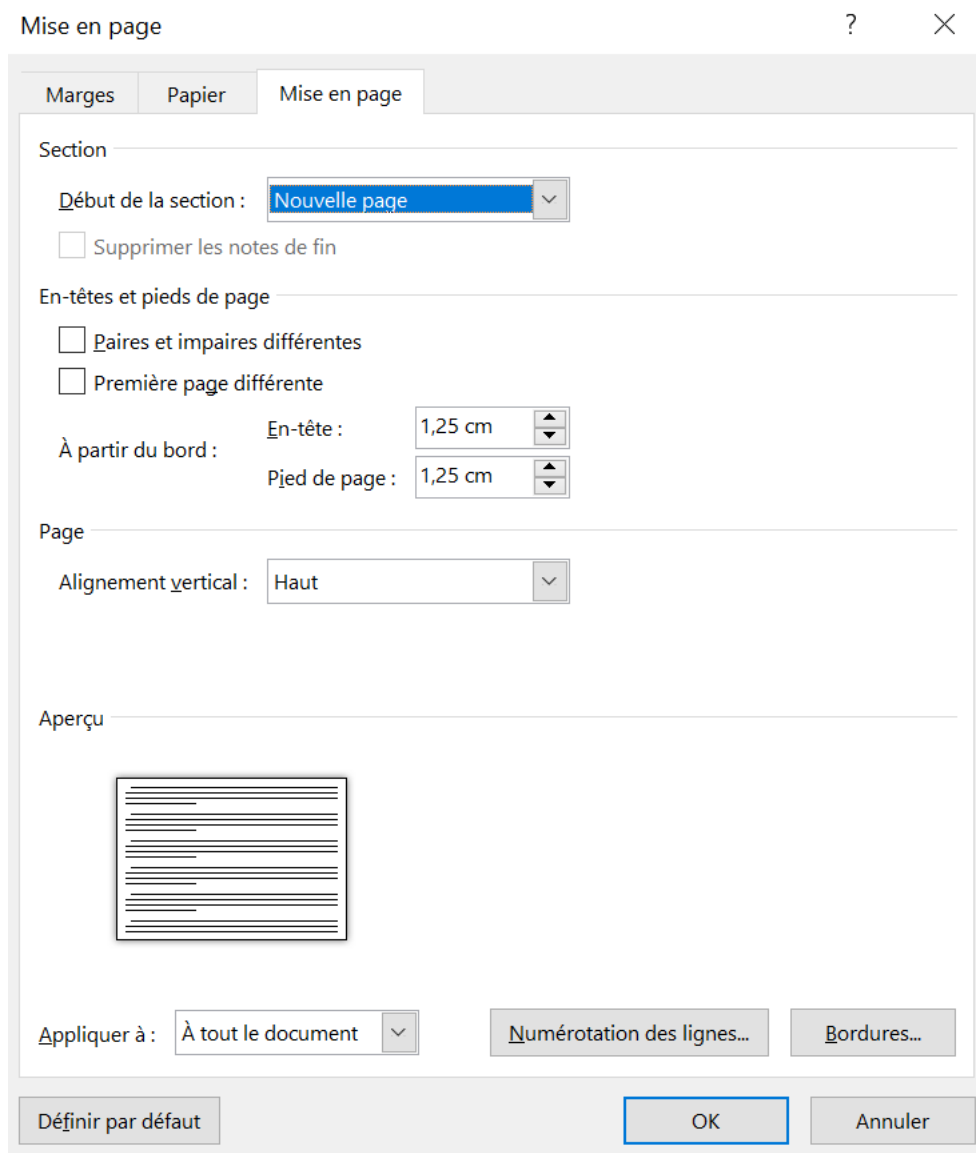 Mise en page ?
Marges Papier Mise en page
Section
Début de la section : Nouvelle page
Supprimer les notes de fin
En-têtes et pieds de page
Paires et impaires différentes
Première page différente
En-tête : 1,25 cm
À partir du bord :
Pied de page : 1,25 cm
Page
Alignement vertical : Haut
Aperçu
Appliquer à : À tout le document Numérotation des lignes... Bordures...
Définir par défaut OK Annuler